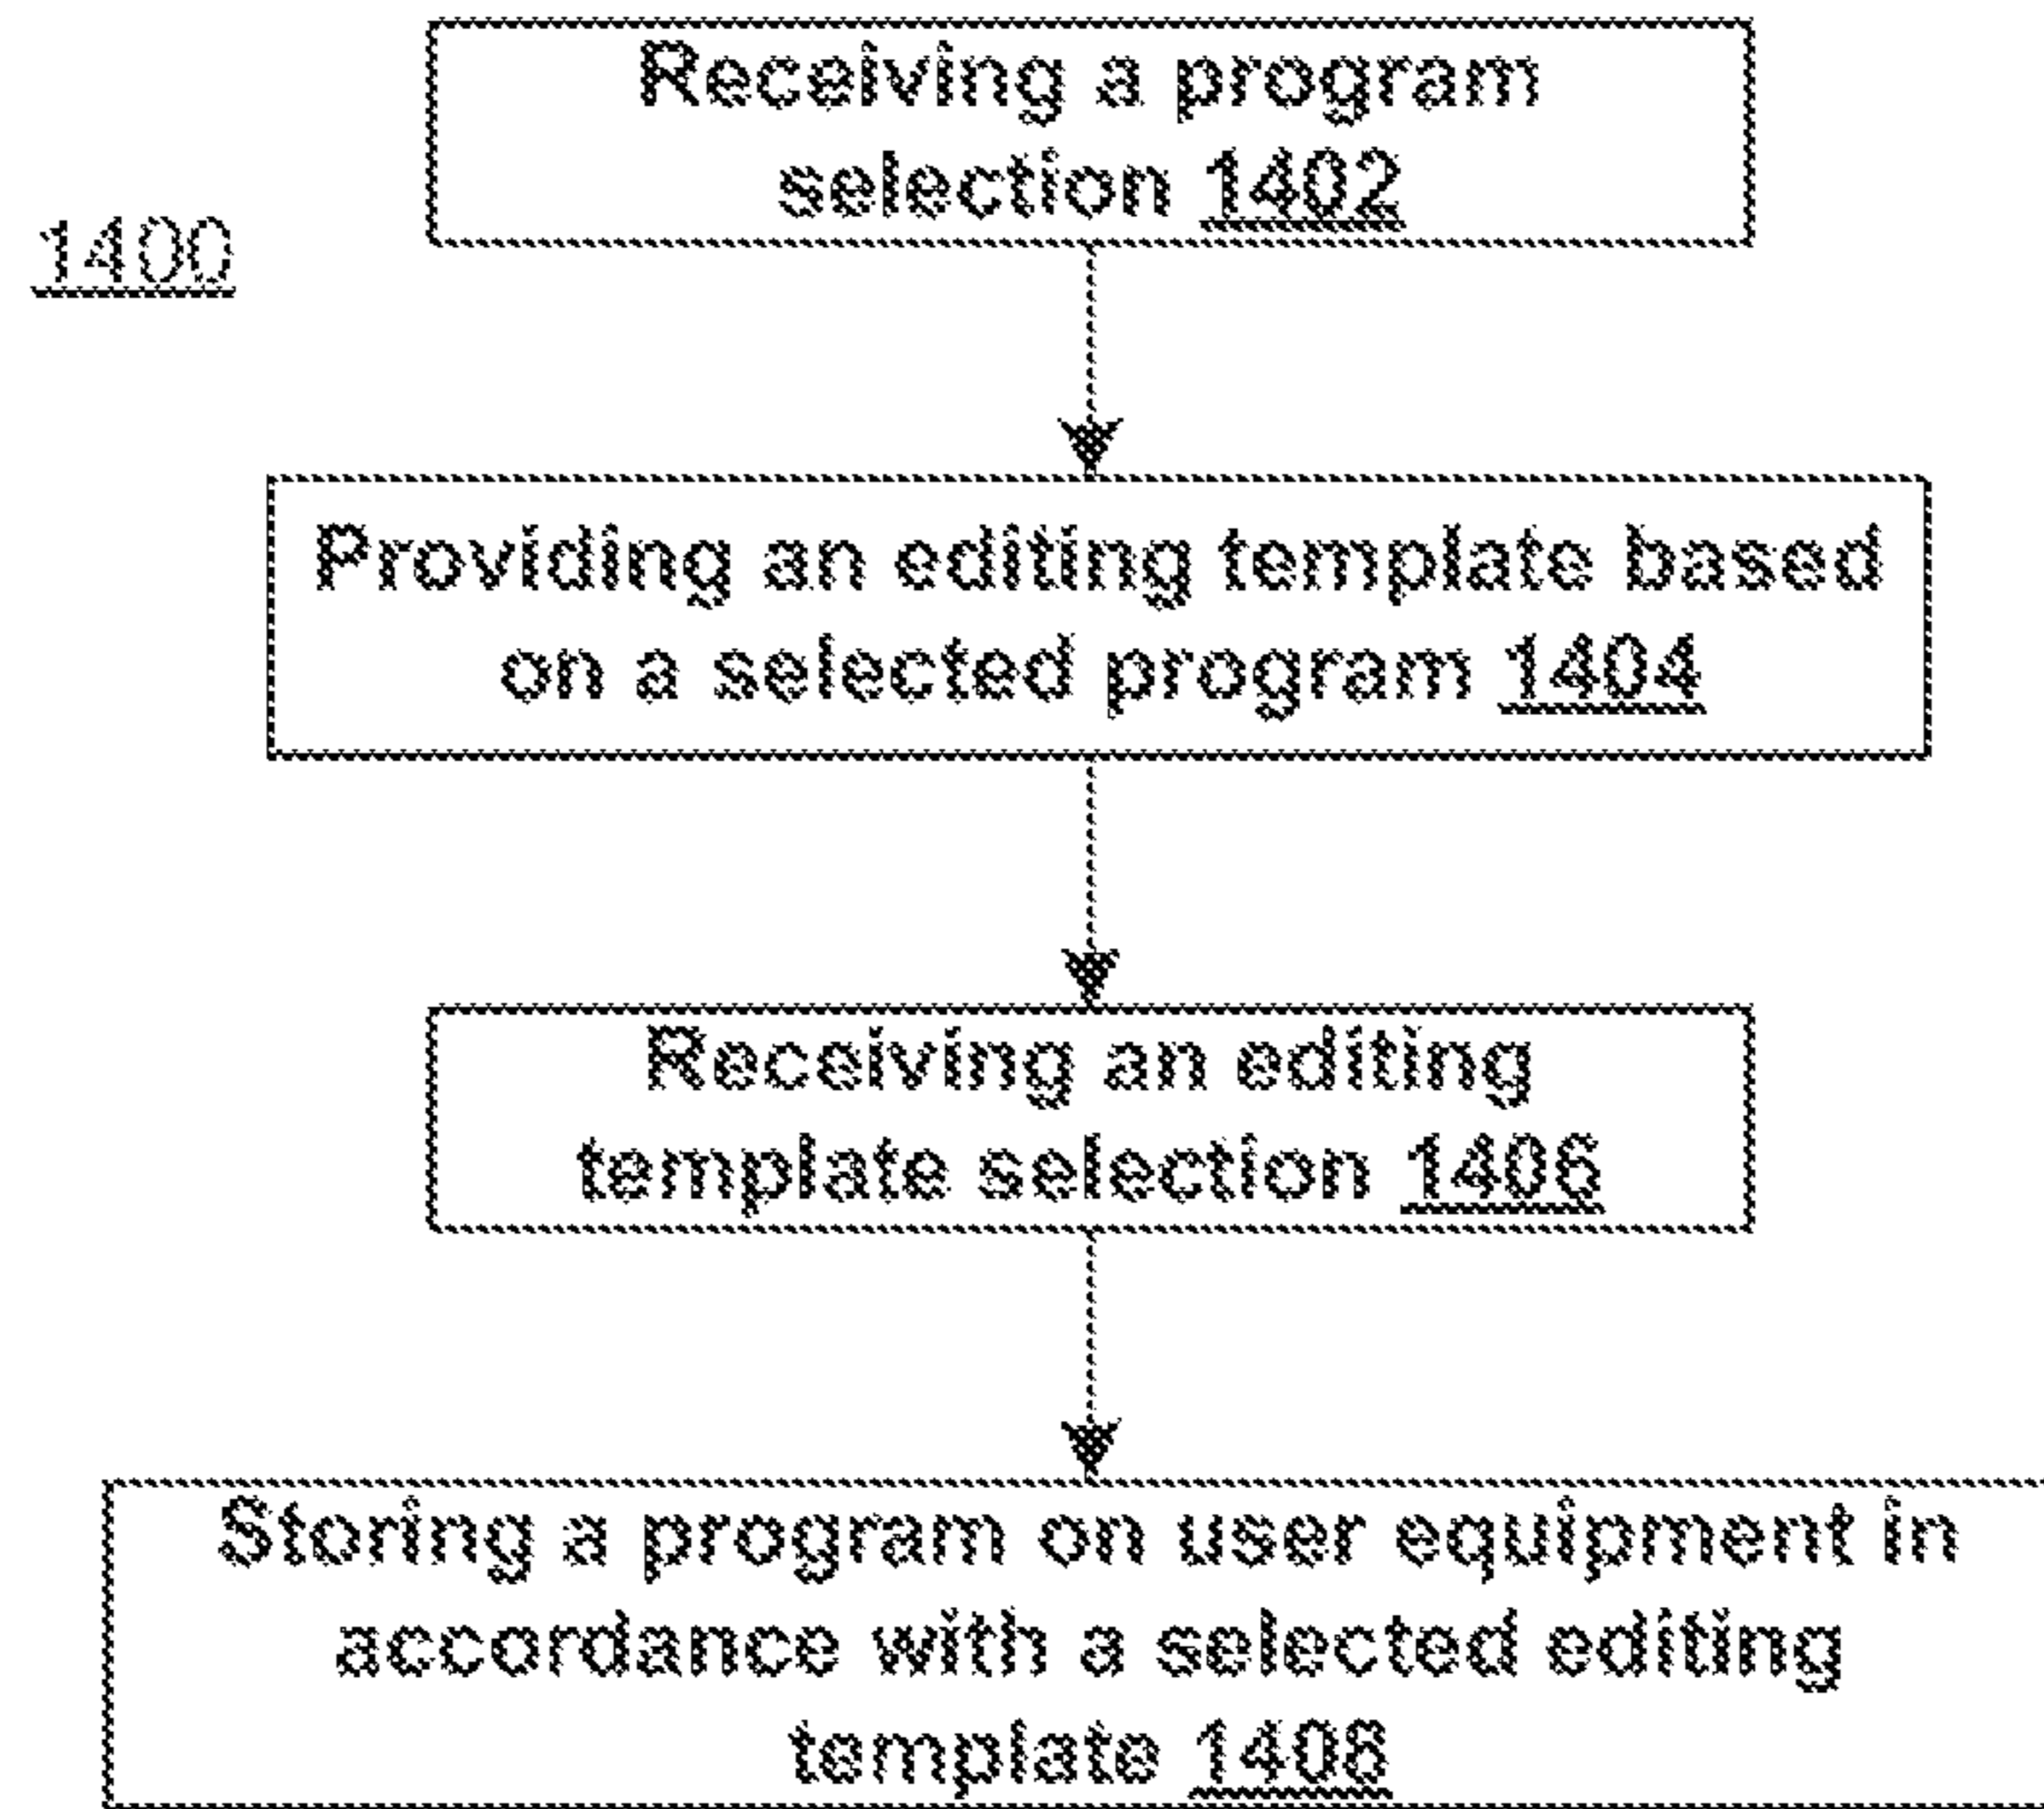 Receiving a program
selection 1402
1400
Providing an editing template based
on a selected program 1404
Receiving an editing
template selection 1406
Storing a program on user equipment in
accordance with a selected editing
template 1408